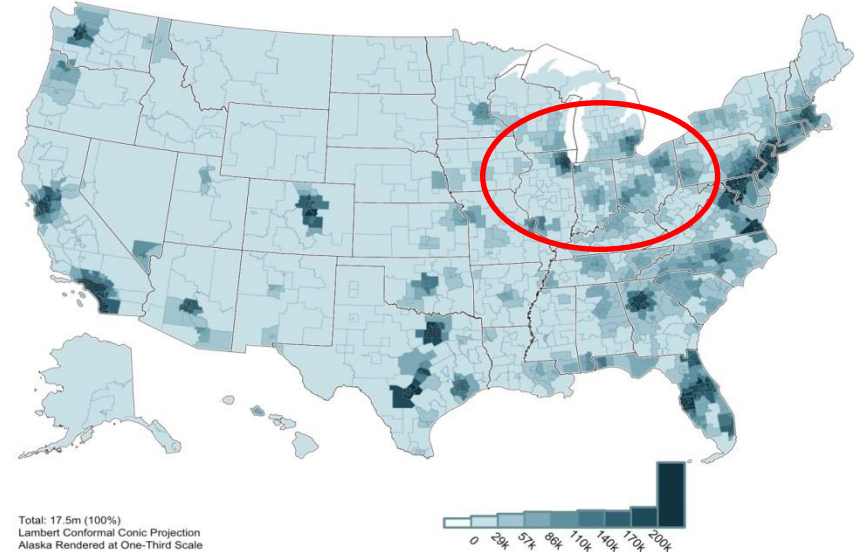 Total: 17.5m (100%)
Lambert Conformal Conic Projection
Alaska Rendered at One-Third Scale
0 29k 57k 86k 110k 140k 170k 200k